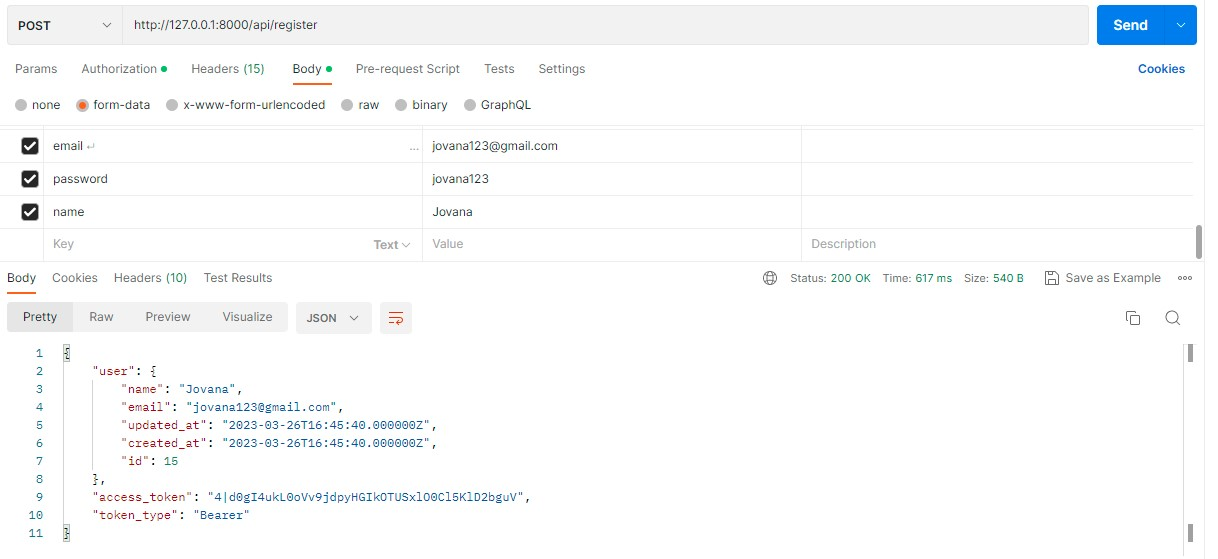 POST http://127.0.0.1:8000/api/register Send
Params Authorization Headers (15) Body Pre-request Script Tests Settings Cookies
none form-data x-www-form-urlencoded raw binary GraphQL
email ↵ ... jovana123@gmail.com
password jovana123
name Jovana
Key Text Value Description
Body Cookies Headers (10) Test Results Status: 200 OK Time: 617 ms Size: 540 B Save as Example
Pretty Raw Preview Visualize JSON
1 {
2 "user": {
3 "name": "Jovana",
4 "email": "jovana123@gmail.com",
5 "updated_at": "2023-03-26T16:45:40.000000Z",
6 "created_at": "2023-03-26T16:45:40.000000Z",
7 "id": 15
8 },
9 "access_token": "4|d0gI4ukL0oVv9jdpyHGIkOTUSxlO0Cl5KlD2bguV",
10 "token_type": "Bearer"
11 }